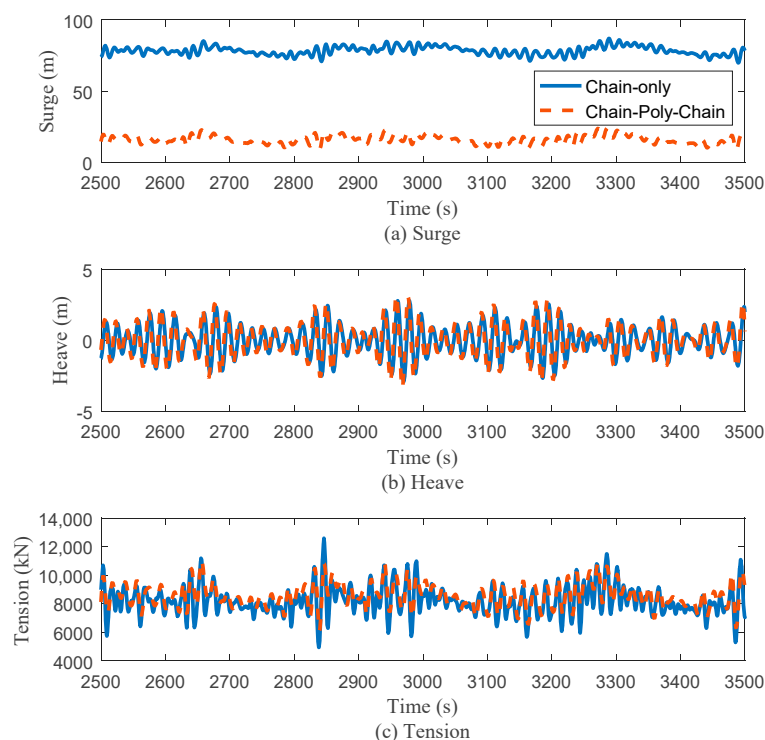 100
50
0
Surge (m)
Chain-only
Chain-Poly-Chain
2500 2600 2700 2800 2900 3000 3100 3200 3300 3400 3500
Time (s)
(a) Surge
5
0
-5
Heave (m)
2500 2600 2700 2800 2900 3000 3100 3200 3300 3400 3500
Time (s)
(b) Heave
14,000
12,000
10,000
8000
6000
4000
Tension (kN)
2500 2600 2700 2800 2900 3000 3100 3200 3300 3400 3500
Time (s)
(c) Tension